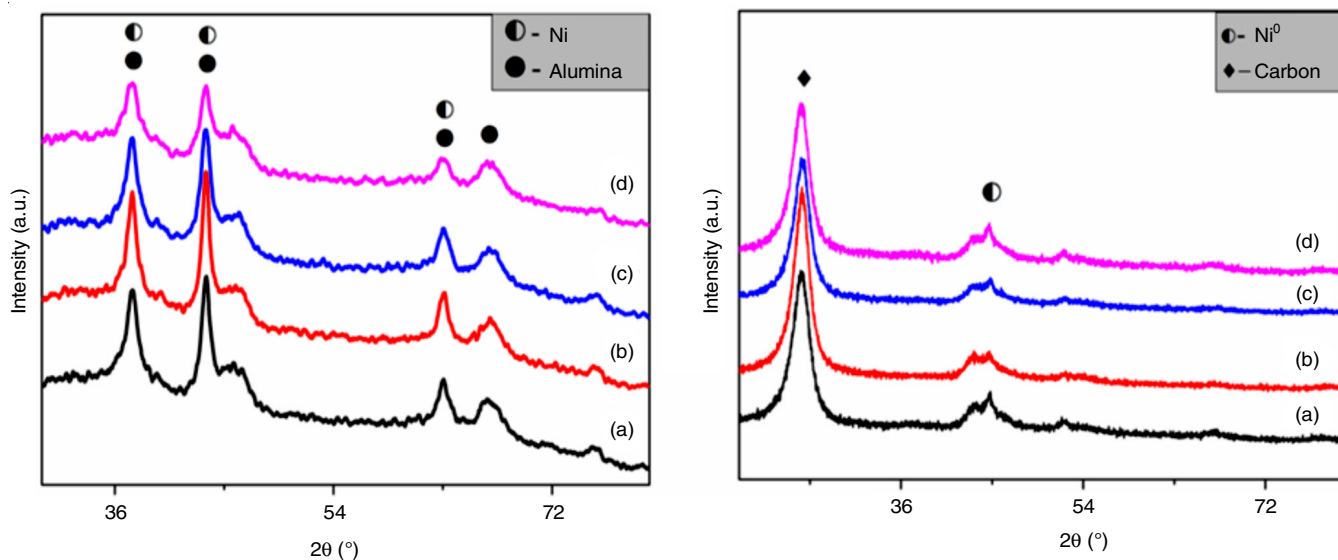 - Ni
- Alumina
(d)
(c)
(b)
(a)
Intensity (a.u.)
36 54 72
2θ (°)
- Ni⁰
– Carbon
(d)
(c)
(b)
(a)
Intensity (a.u.)
36 54 72
2θ (°)